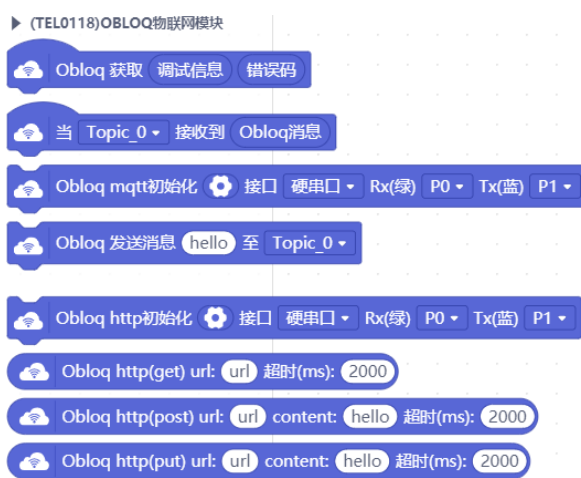 (TEL0118)OBLOQ物联网模块
Obloq 获取 调试信息 错误码
当 Topic_0 接收到 Obloq消息
Obloq mqtt初始化 接口 硬串口 Rx(绿) P0 Tx(蓝) P1
Obloq 发送消息 hello 至 Topic_0
Obloq http初始化 接口 硬串口 Rx(绿) P0 Tx(蓝) P1
Obloq http(get) url: url 超时(ms): 2000
Obloq http(post) url: url content: hello 超时(ms): 2000
Obloq http(put) url: url content: hello 超时(ms): 2000